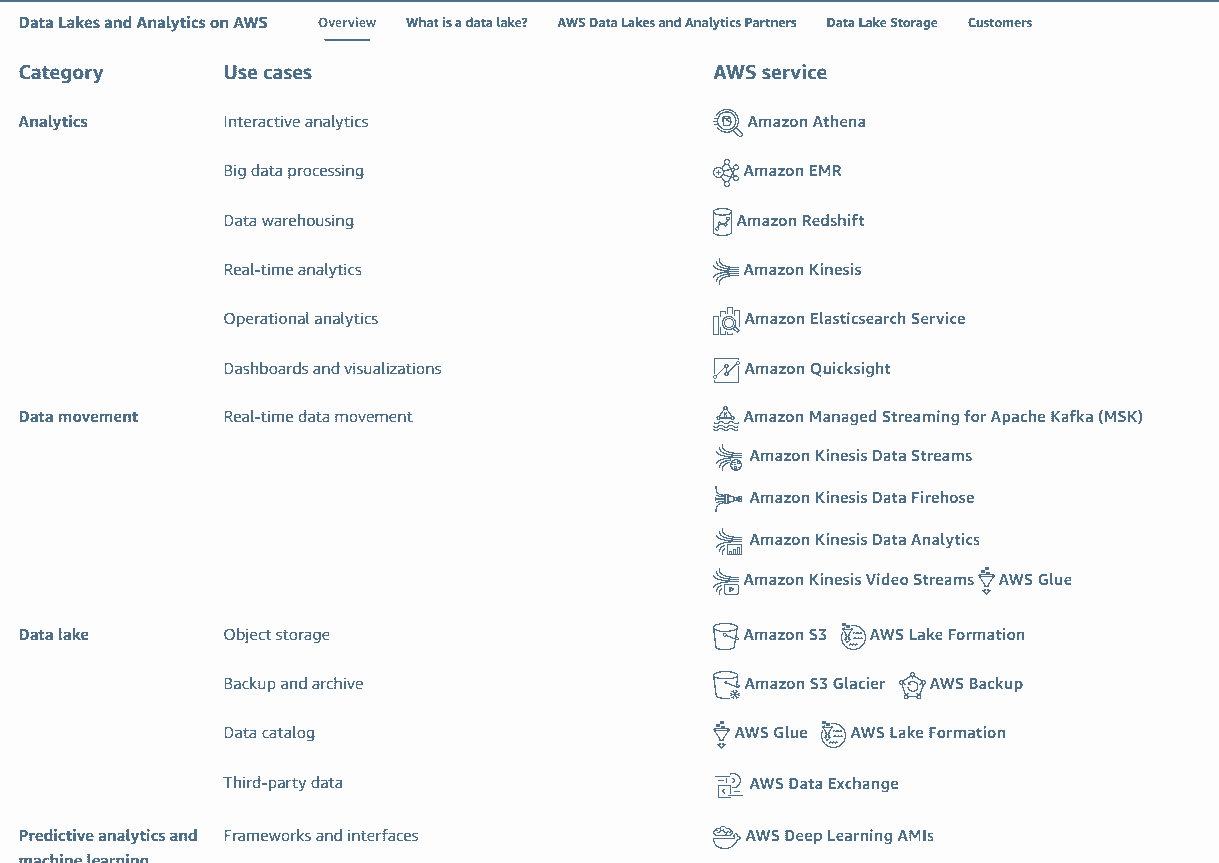 Data Lakes and Analytics on AWS Overview What is a data lake? AWS Data Lakes and Analytics Partners Data Lake Storage Customers
Category Use cases AWS service
Analytics Interactive analytics Amazon Athena
Big data processing Amazon EMR
Data warehousing Amazon Redshift
Real-time analytics Amazon Kinesis
Operational analytics Amazon Elasticsearch Service
Dashboards and visualizations Amazon Quicksight
Data movement Real-time data movement Amazon Managed Streaming for Apache Kafka (MSK)
Amazon Kinesis Data Streams
Amazon Kinesis Data Firehose
Amazon Kinesis Data Analytics
Amazon Kinesis Video Streams AWS Glue
Data lake Object storage Amazon S3 AWS Lake Formation
Backup and archive Amazon S3 Glacier AWS Backup
Data catalog AWS Glue AWS Lake Formation
Third-party data AWS Data Exchange
Predictive analytics and Frameworks and interfaces AWS Deep Learning AMIs
machine learning